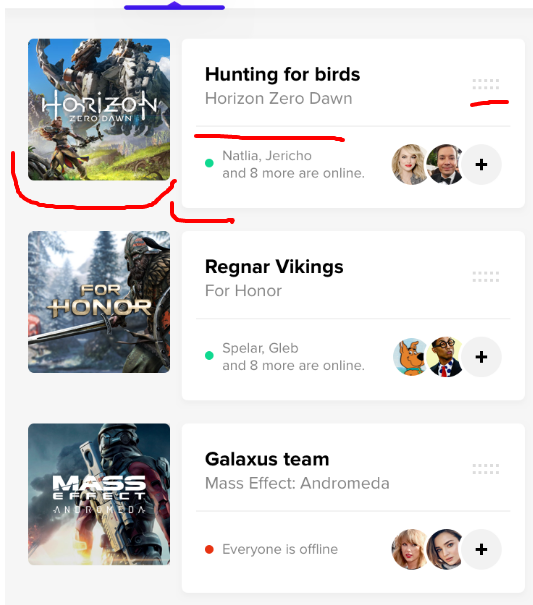 HORIZON
ZERO DAWN
Hunting for birds
Horizon Zero Dawn
Natlia, Jericho
and 8 more are online.
+
FOR
HONOR
Regnar Vikings
For Honor
Spelar, Gleb
and 8 more are online.
+
MASS
EFFECT
ANDROMEDA
Galaxus team
Mass Effect: Andromeda
Everyone is offline
+